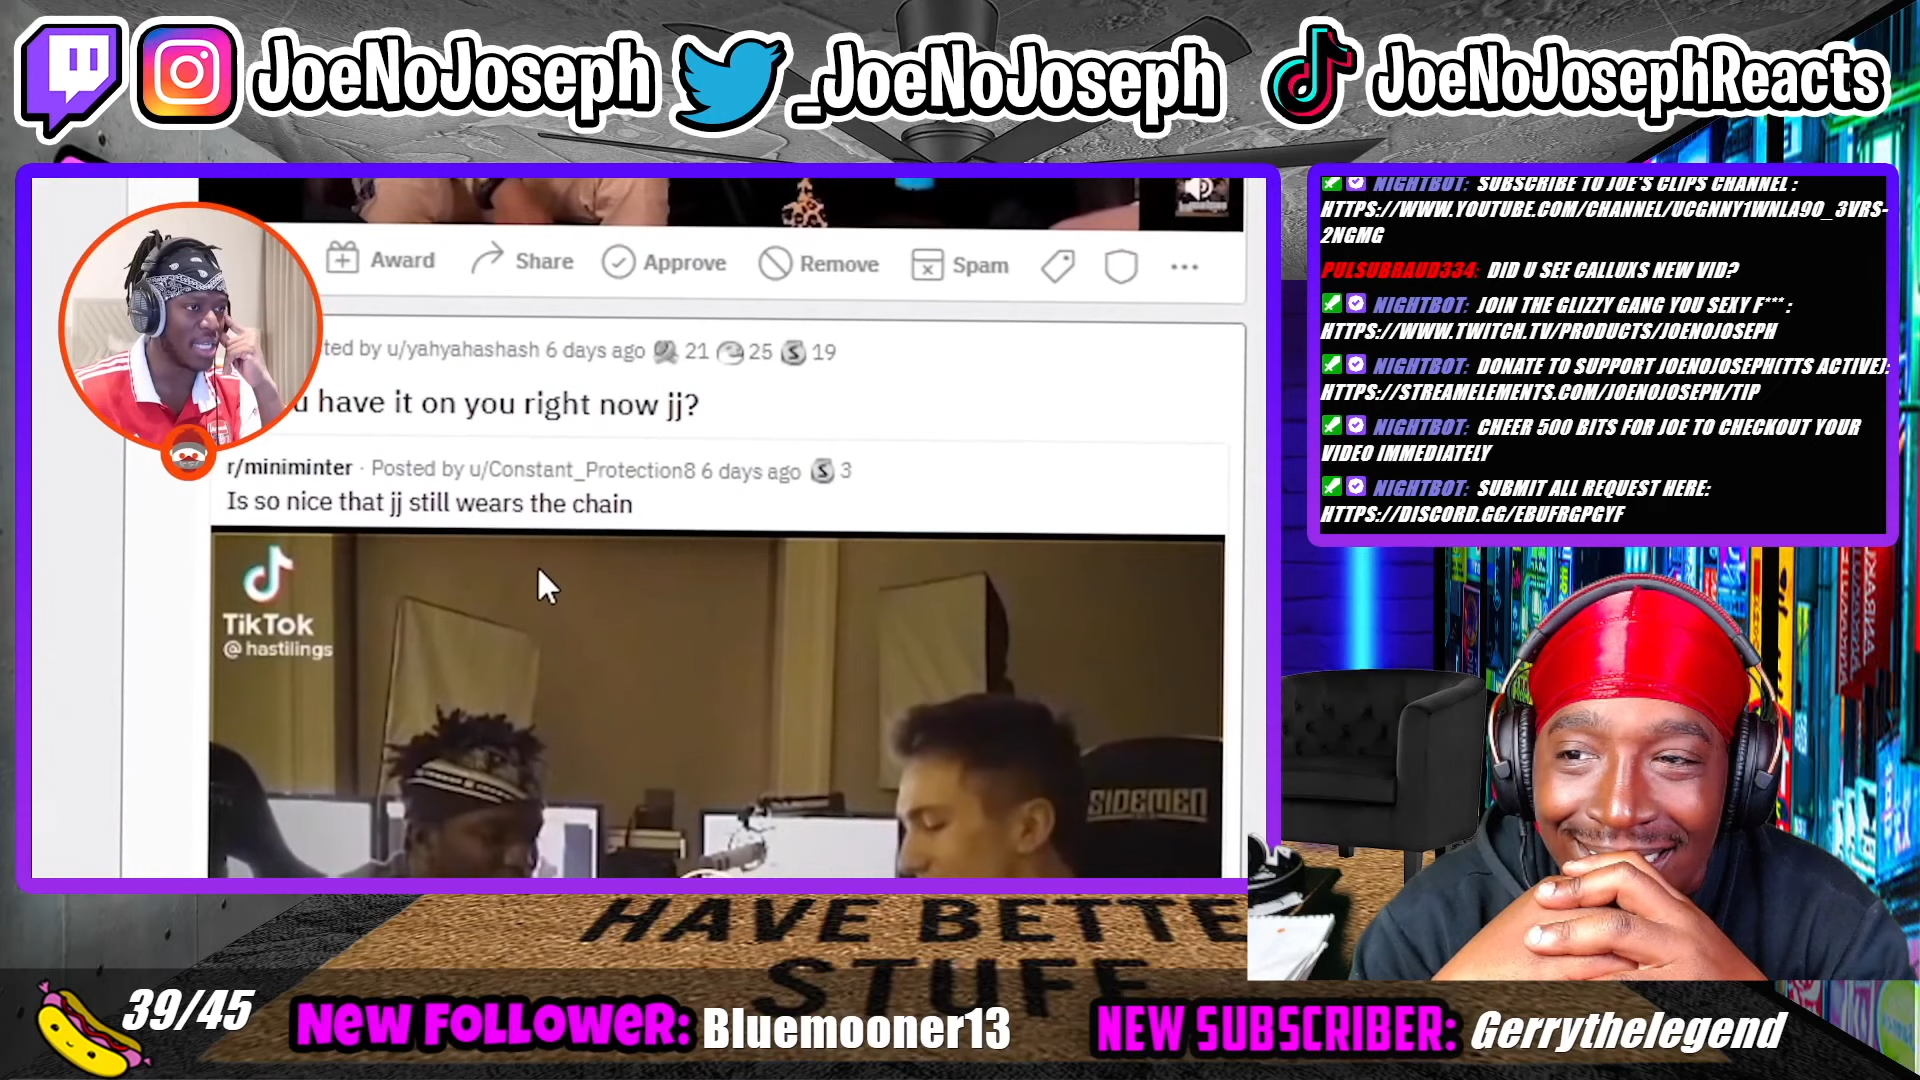 JoeNoJoseph
_JoeNoJoseph
JoeNoJosephReacts
Award
Share
Approve
Remove
Spam
ted by u/yahyahashash 6 days ago 21 25 19
u have it on you right now jj?
r/miniminter · Posted by u/Constant_Protection8 6 days ago 3
Is so nice that jj still wears the chain
TikTok
@hastilings
SIDEMEN
NIGHTBOT: SUBSCRIBE TO JOE'S CLIPS CHANNEL :
HTTPS://WWW.YOUTUBE.COM/CHANNEL/UCGNNY1WNLA9O_3VRS-
2NGMG
PULSUBRAUD334: DID U SEE CALLUXS NEW VID?
NIGHTBOT: JOIN THE GLIZZY GANG YOU SEXY F*** :
HTTPS://WWW.TWITCH.TV/PRODUCTS/JOENOJOSEPH
NIGHTBOT: DONATE TO SUPPORT JOENOJOSEPH(TTS ACTIVE):
HTTPS://STREAMELEMENTS.COM/JOENOJOSEPH/TIP
NIGHTBOT: CHEER 500 BITS FOR JOE TO CHECKOUT YOUR
VIDEO IMMEDIATELY
NIGHTBOT: SUBMIT ALL REQUEST HERE:
HTTPS://DISCORD.GG/EBUFRGPGYF
HAVE BETTE
STUFF
39/45
NEW FOLLOWER: Bluemooner13
NEW SUBSCRIBER: Gerrythelegend